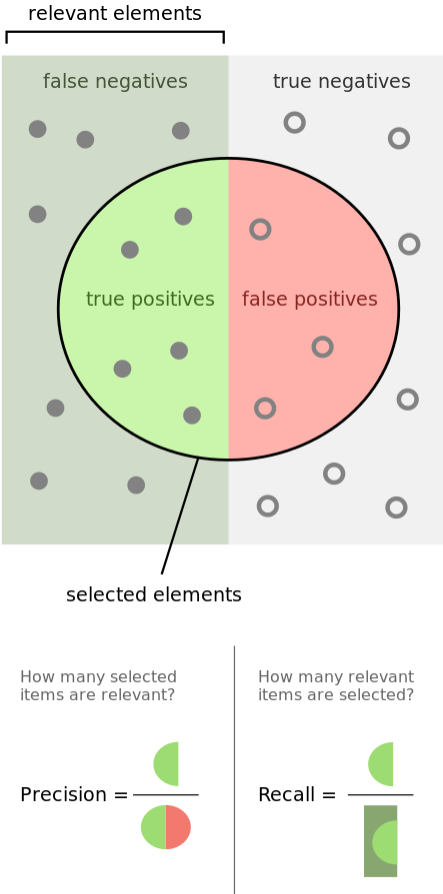 relevant elements
false negatives
true negatives
true positives
false positives
selected elements
How many selected
items are relevant?
How many relevant
items are selected?
Precision =
Recall =